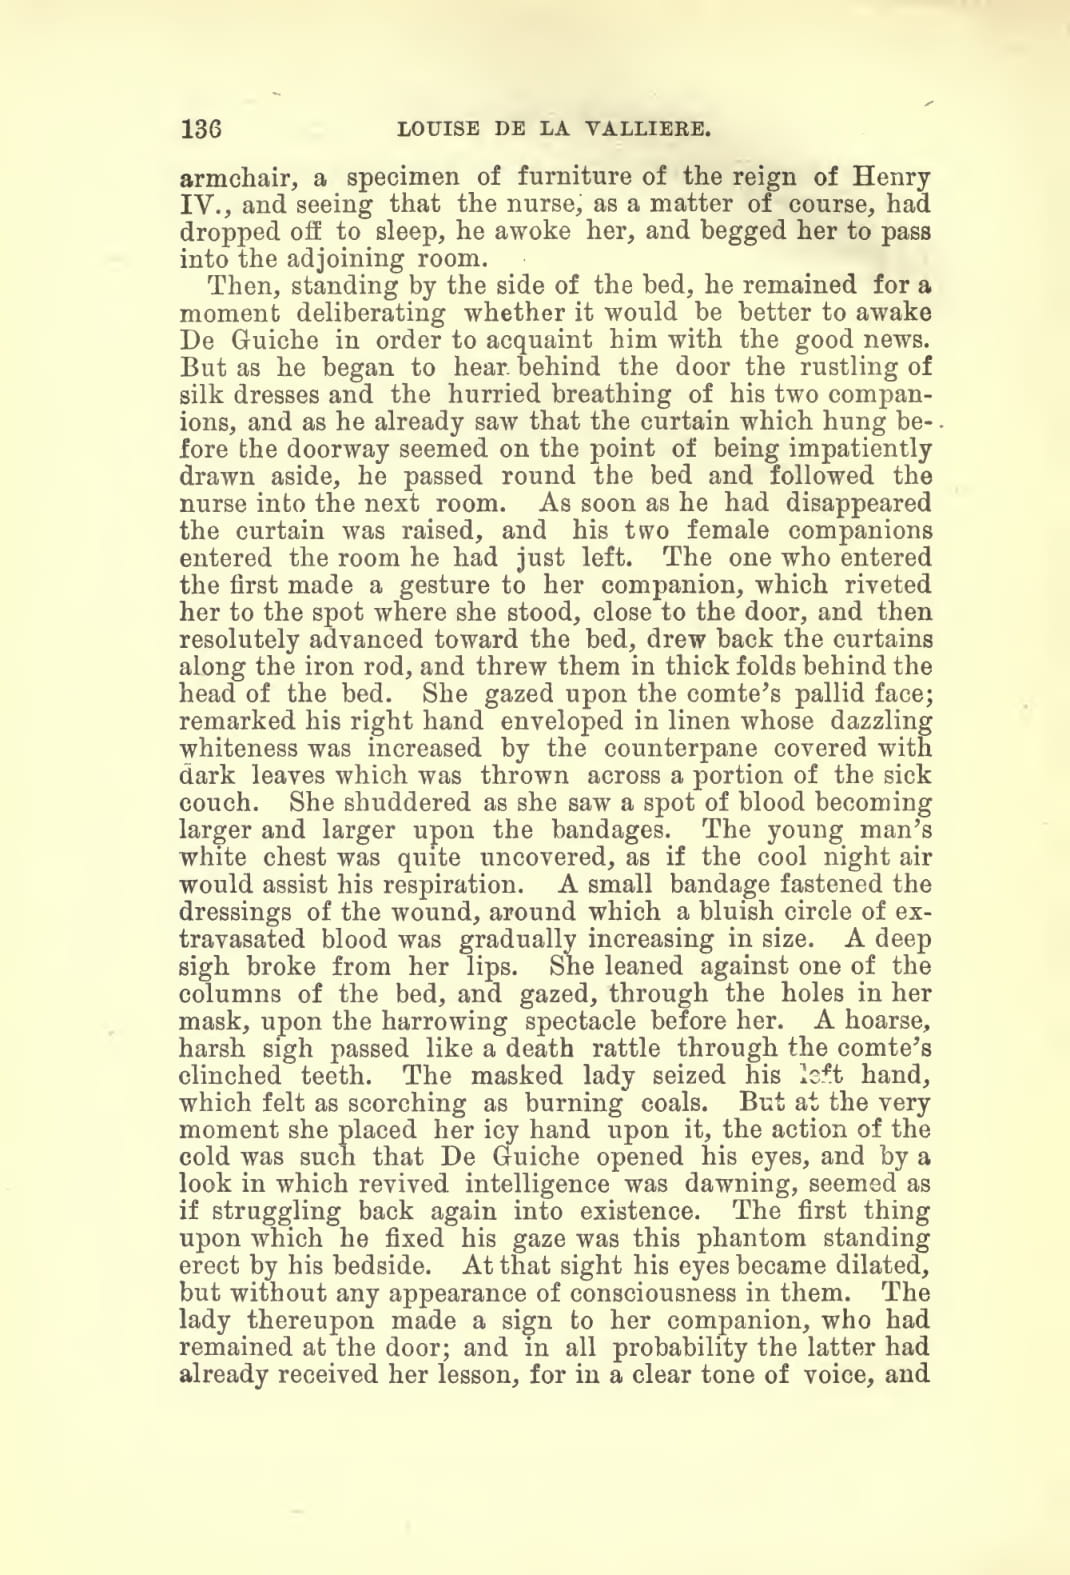 136 LOUISE DE LA VALLIERE.
armchair, a specimen of furniture of the reign of Henry
IV., and seeing that the nurse, as a matter of course, had
dropped off to sleep, he awoke her, and begged her to pass
into the adjoining room.
Then, standing by the side of the bed, he remained for a
moment deliberating whether it would be better to awake
De Guiche in order to acquaint him with the good news.
But as he began to hear behind the door the rustling of
silk dresses and the hurried breathing of his two compan-
ions, and as he already saw that the curtain which hung be-
fore the doorway seemed on the point of being impatiently
drawn aside, he passed round the bed and followed the
nurse into the next room. As soon as he had disappeared
the curtain was raised, and his two female companions
entered the room he had just left. The one who entered
the first made a gesture to her companion, which riveted
her to the spot where she stood, close to the door, and then
resolutely advanced toward the bed, drew back the curtains
along the iron rod, and threw them in thick folds behind the
head of the bed. She gazed upon the comte's pallid face;
remarked his right hand enveloped in linen whose dazzling
whiteness was increased by the counterpane covered with
dark leaves which was thrown across a portion of the sick
couch. She shuddered as she saw a spot of blood becoming
larger and larger upon the bandages. The young man's
white chest was quite uncovered, as if the cool night air
would assist his respiration. A small bandage fastened the
dressings of the wound, around which a bluish circle of ex-
travasated blood was gradually increasing in size. A deep
sigh broke from her lips. She leaned against one of the
columns of the bed, and gazed, through the holes in her
mask, upon the harrowing spectacle before her. A hoarse,
harsh sigh passed like a death rattle through the comte's
clinched teeth. The masked lady seized his left hand,
which felt as scorching as burning coals. But at the very
moment she placed her icy hand upon it, the action of the
cold was such that De Guiche opened his eyes, and by a
look in which revived intelligence was dawning, seemed as
if struggling back again into existence. The first thing
upon which he fixed his gaze was this phantom standing
erect by his bedside. At that sight his eyes became dilated,
but without any appearance of consciousness in them. The
lady thereupon made a sign to her companion, who had
remained at the door; and in all probability the latter had
already received her lesson, for in a clear tone of voice, and